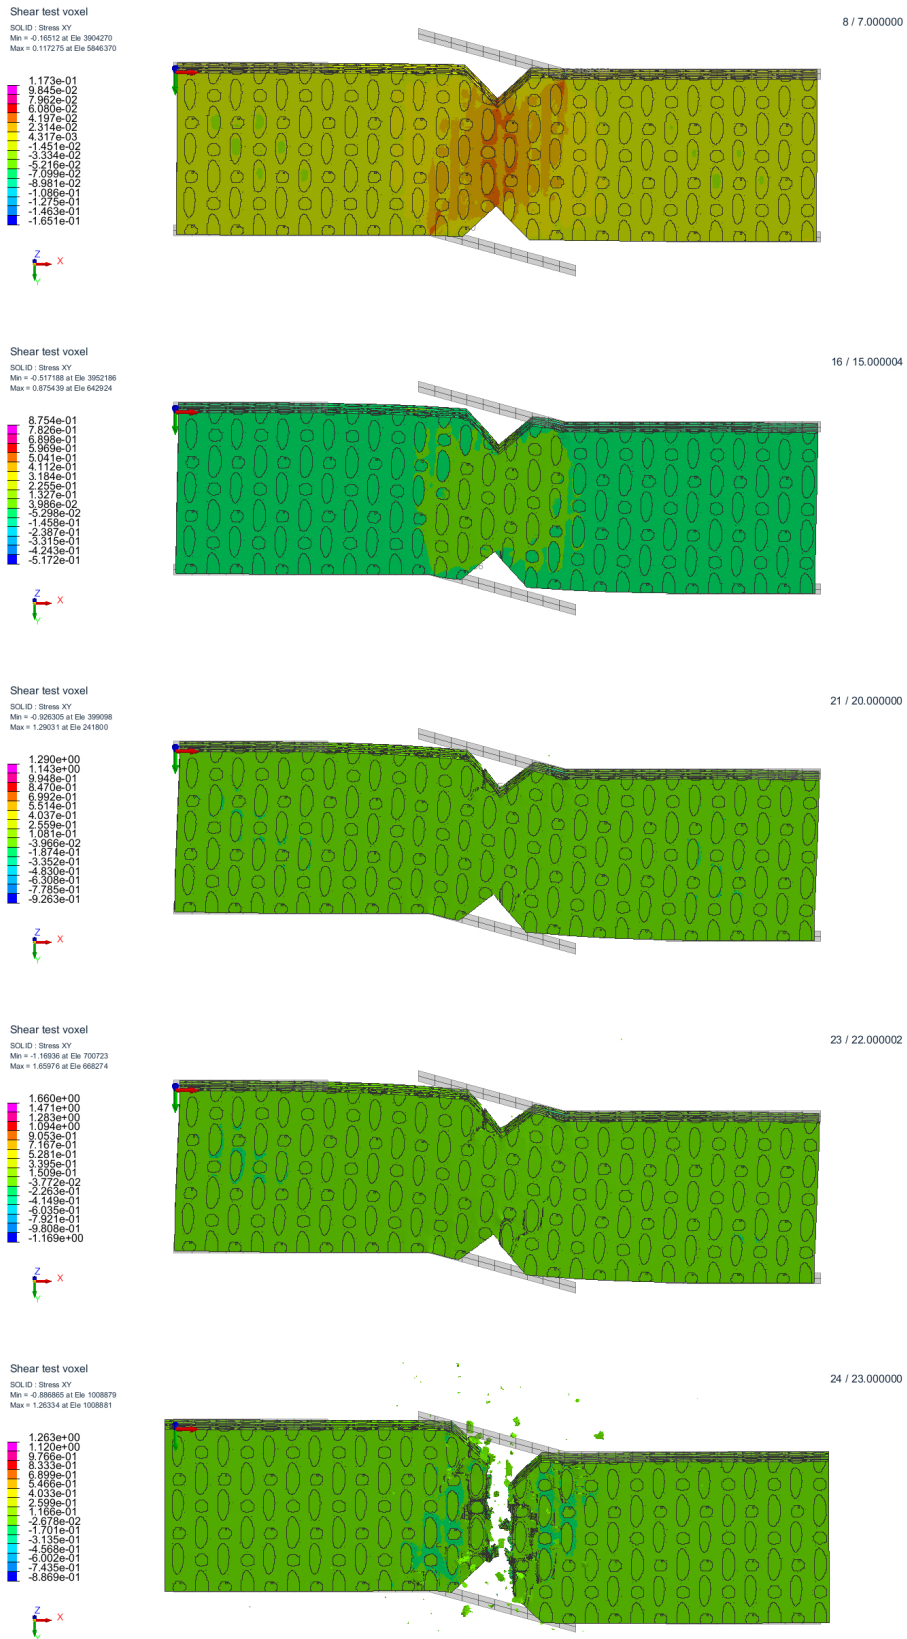 Shear test voxel
SOLID : Stress XY
Min = -0.16512 at Ele 3904270
Max = 0.117275 at Ele 5846370
8 / 7.000000
1.173e-01
9.845e-02
7.962e-02
6.080e-02
4.197e-02
2.314e-02
4.317e-03
-1.451e-02
-3.334e-02
-5.216e-02
-7.099e-02
-8.981e-02
-1.086e-01
-1.275e-01
-1.463e-01
-1.651e-01
Z
X
Y
Shear test voxel
SOLID : Stress XY
Min = -0.517188 at Ele 3952186
Max = 0.875439 at Ele 642924
16 / 15.000004
8.754e-01
7.826e-01
6.898e-01
5.969e-01
5.041e-01
4.112e-01
3.184e-01
2.255e-01
1.327e-01
3.986e-02
-5.298e-02
-1.458e-01
-2.387e-01
-3.315e-01
-4.243e-01
-5.172e-01
Z
X
Y
Shear test voxel
SOLID : Stress XY
Min = -0.926305 at Ele 399098
Max = 1.29031 at Ele 241800
21 / 20.000000
1.290e+00
1.143e+00
9.948e-01
8.470e-01
6.992e-01
5.514e-01
4.037e-01
2.559e-01
1.081e-01
-3.966e-02
-1.874e-01
-3.352e-01
-4.830e-01
-6.308e-01
-7.785e-01
-9.263e-01
Z
X
Y
Shear test voxel
SOLID : Stress XY
Min = -1.16936 at Ele 700723
Max = 1.65976 at Ele 668274
23 / 22.000002
1.660e+00
1.471e+00
1.283e+00
1.094e+00
9.053e-01
7.167e-01
5.281e-01
3.395e-01
1.509e-01
-3.772e-02
-2.263e-01
-4.149e-01
-6.035e-01
-7.921e-01
-9.808e-01
-1.169e+00
Z
X
Y
Shear test voxel
SOLID : Stress XY
Min = -0.886865 at Ele 1008879
Max = 1.26334 at Ele 1008881
24 / 23.000000
1.263e+00
1.120e+00
9.766e-01
8.333e-01
6.899e-01
5.466e-01
4.033e-01
2.599e-01
1.166e-01
-2.678e-02
-1.701e-01
-3.135e-01
-4.568e-01
-6.002e-01
-7.435e-01
-8.869e-01
Z
X
Y